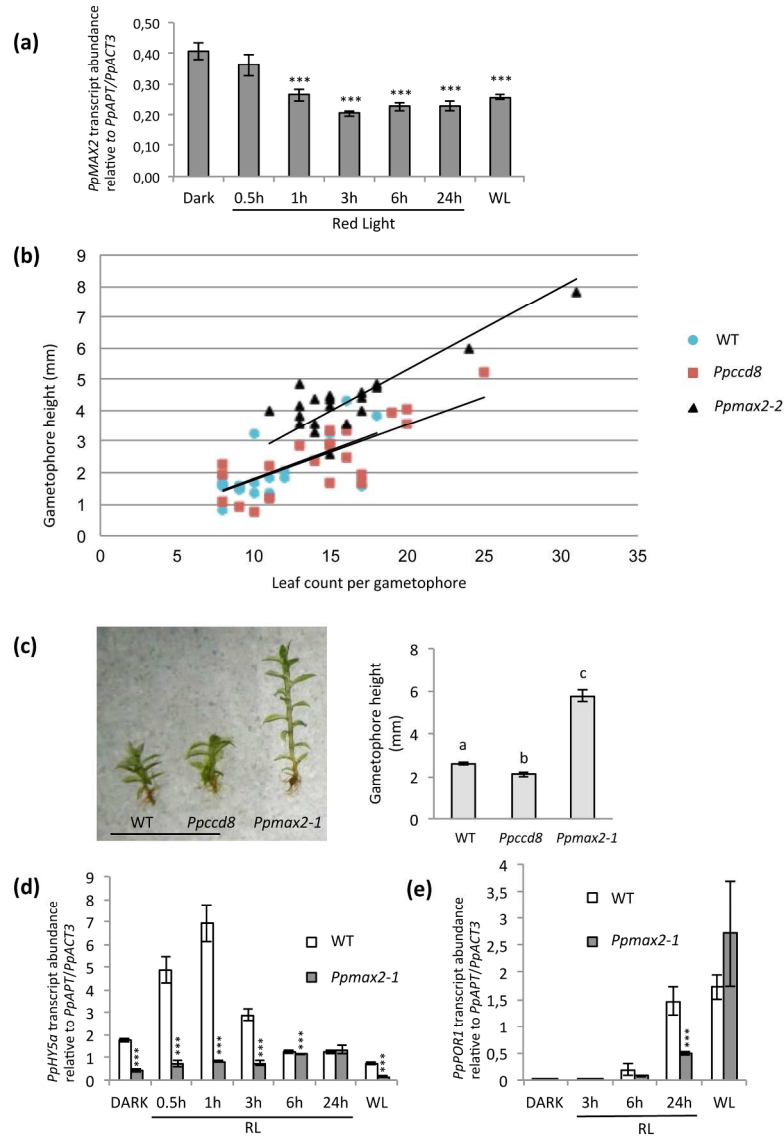 (a)
PpMAX2 transcript abundance
relative to PpAPT/PpACT3
0,50
0,40
0,30
0,20
0,10
0,00
***
***
***
***
***
Dark 0.5h 1h 3h 6h 24h WL
Red Light
(b)
Gametophore height (mm)
9
8
7
6
5
4
3
2
1
0
0 5 10 15 20 25 30 35
Leaf count per gametophore
WT
Ppccd8
Ppmax2-2
(c)
WT Ppccd8 Ppmax2-1
Gametophore height
(mm)
8
6
4
2
0
a
b
c
WT Ppccd8 Ppmax2-1
(d)
PpHY5a transcript abundance
relative to PpAPT/PpACT3
9
8
7
6
5
4
3
2
1
0
WT
Ppmax2-1
***
***
***
***
***
***
DARK 0.5h 1h 3h 6h 24h WL
RL
(e)
PpPOR1 transcript abundance
relative to PpAPT/PpACT3
4
3,5
3
2,5
2
1,5
1
0,5
0
WT
Ppmax2-1
***
DARK 3h 6h 24h WL
RL